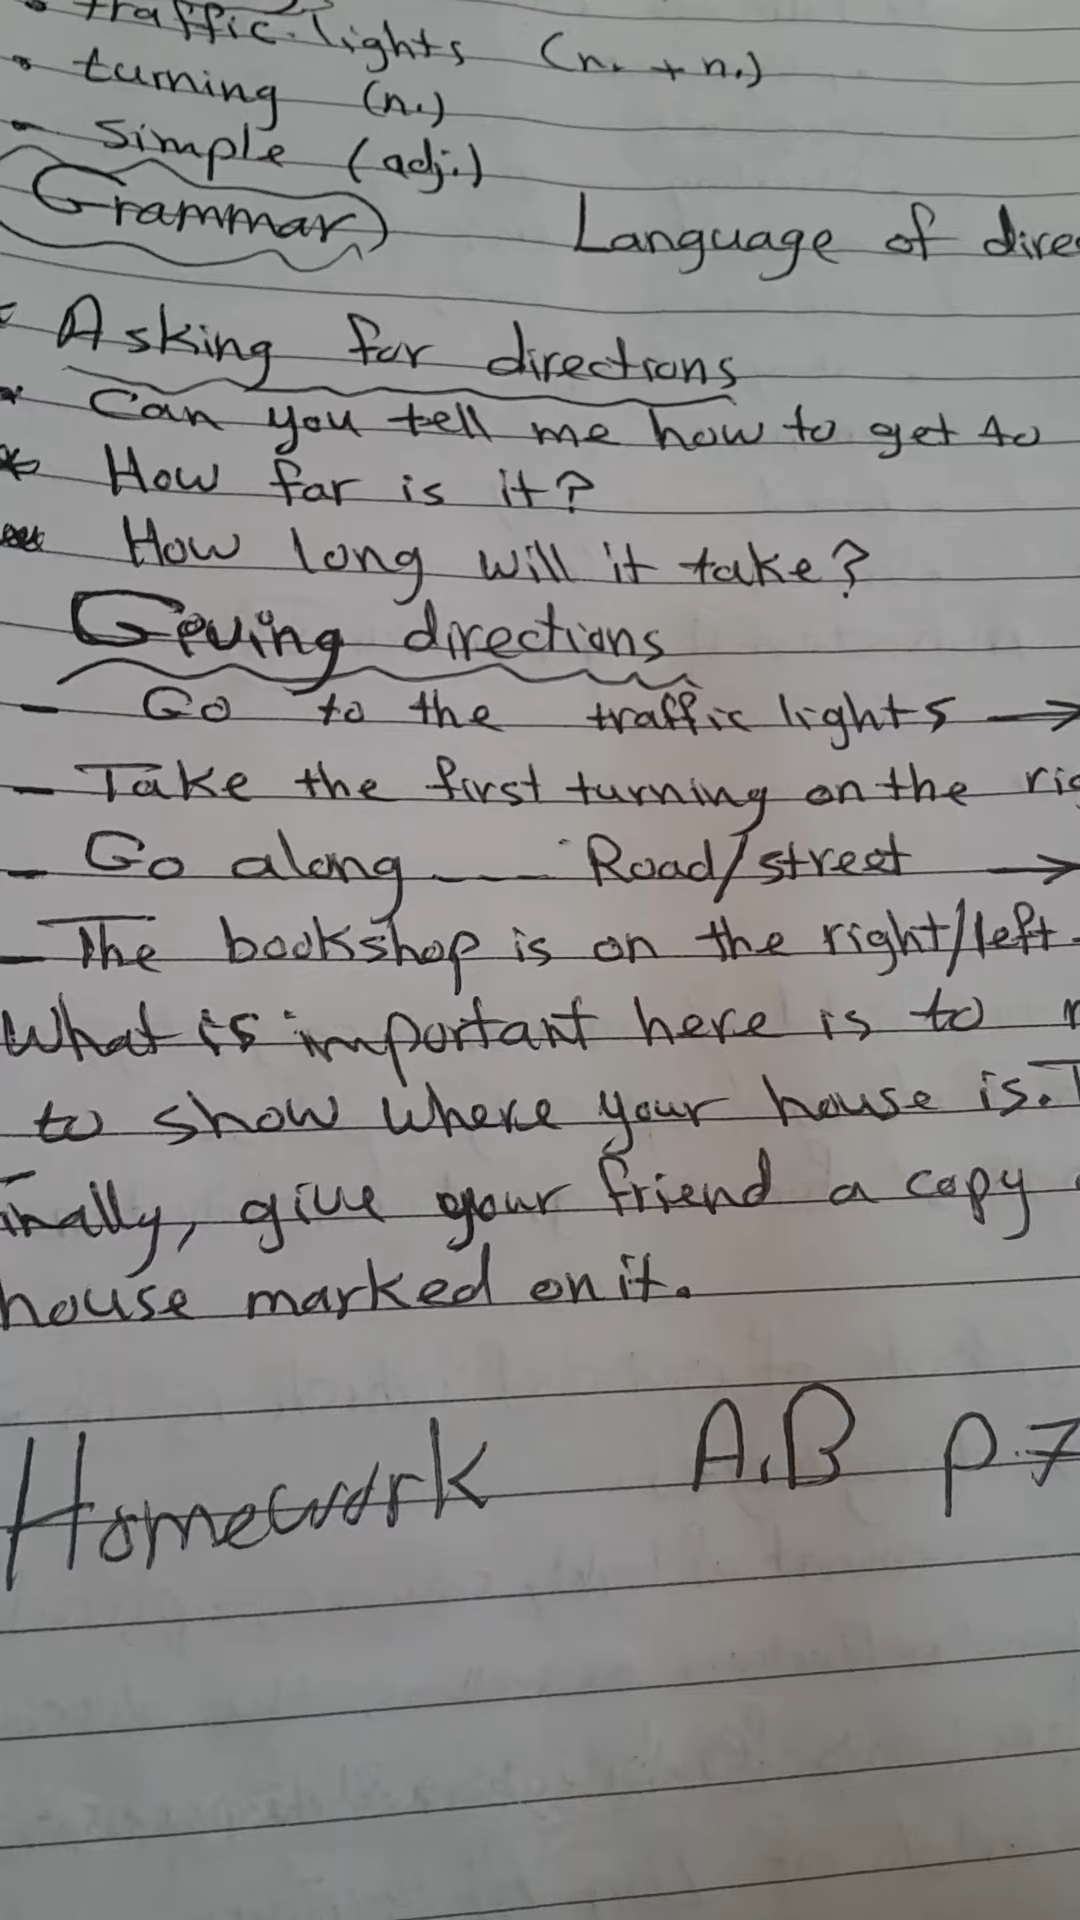 • traffic lights (n. + n.)
• turning (n.)
- simple (adj.)
Grammar Language of
Asking for directions
* Can you tell me how to get to
* How far is it?
How long will it take?
Geving directions
- Go to the traffic lights →
- Take the first turning on the
- Go along ---- Road/street →
- The bookshop is on the right/left
What is important here is to
to show where your house is.
give your friend a copy
house marked on it.
Homework A.B p.7